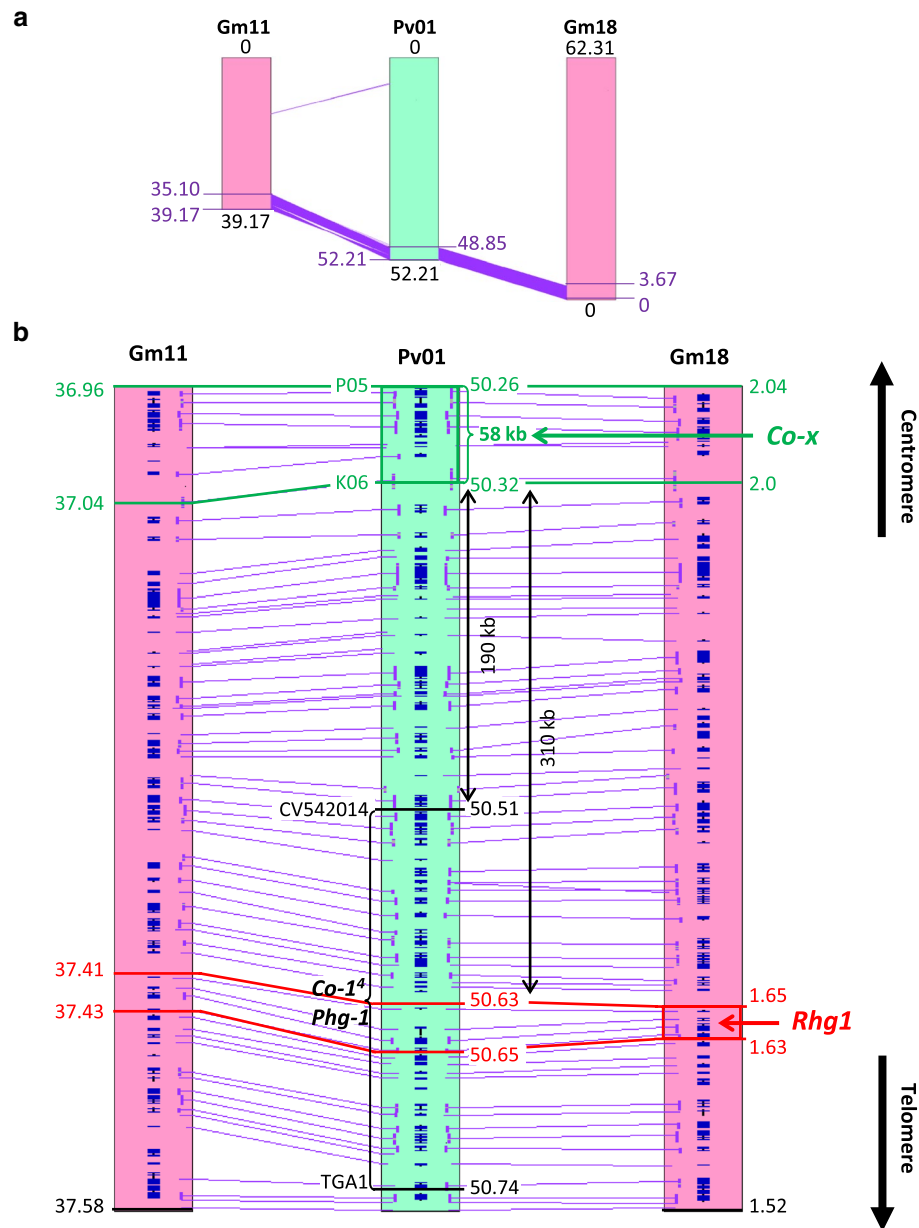 a
Gm11 Pv01 Gm18
0 0 62.31
35.10
39.17 39.17
48.85
52.21 52.21
3.67
0
0
b
Gm11 Pv01 Gm18
36.96 P05 50.26 2.04
58 kb Co-x
K06 50.32 2.0
37.04
Centromere
190 kb
310 kb
CV542014 50.51
37.41 Co-1⁴ 50.63 1.65
37.43 Phg-1 Rhg1
50.65 1.63
Telomere
TGA1 50.74
37.58 1.52